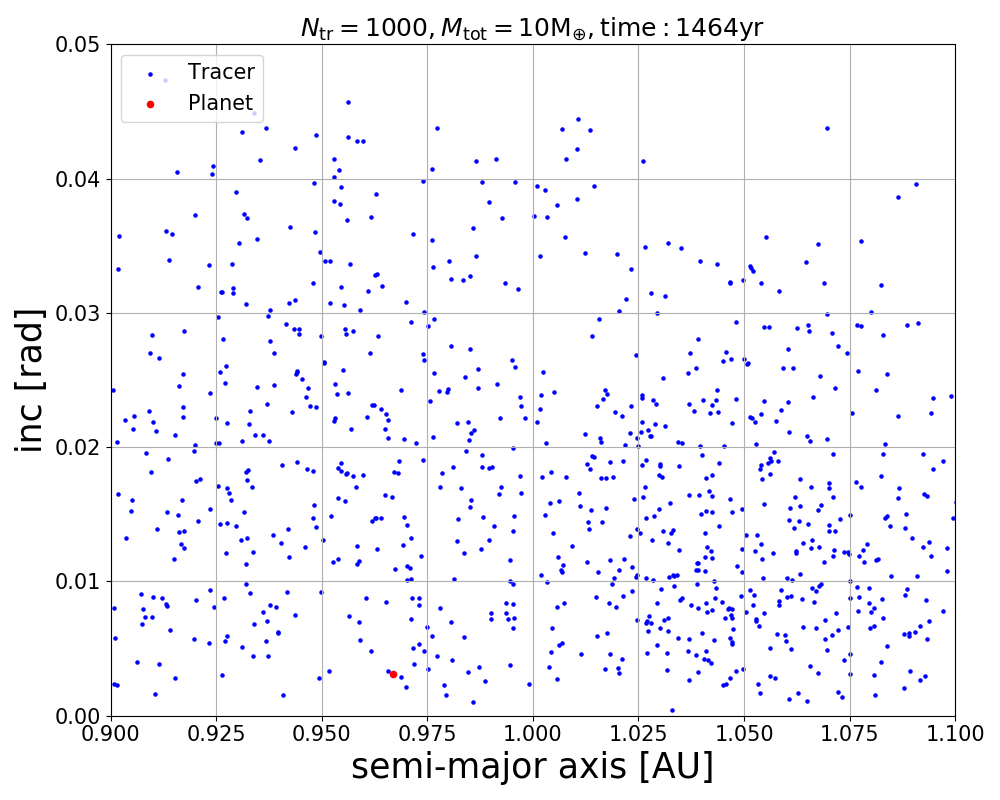 N_tr = 1000, M_tot = 10M_⊕, time : 1464yr
0.05
0.04
0.03
0.02
0.01
0.00
inc [rad]
Tracer
Planet
0.900 0.925 0.950 0.975 1.000 1.025 1.050 1.075 1.100
semi-major axis [AU]